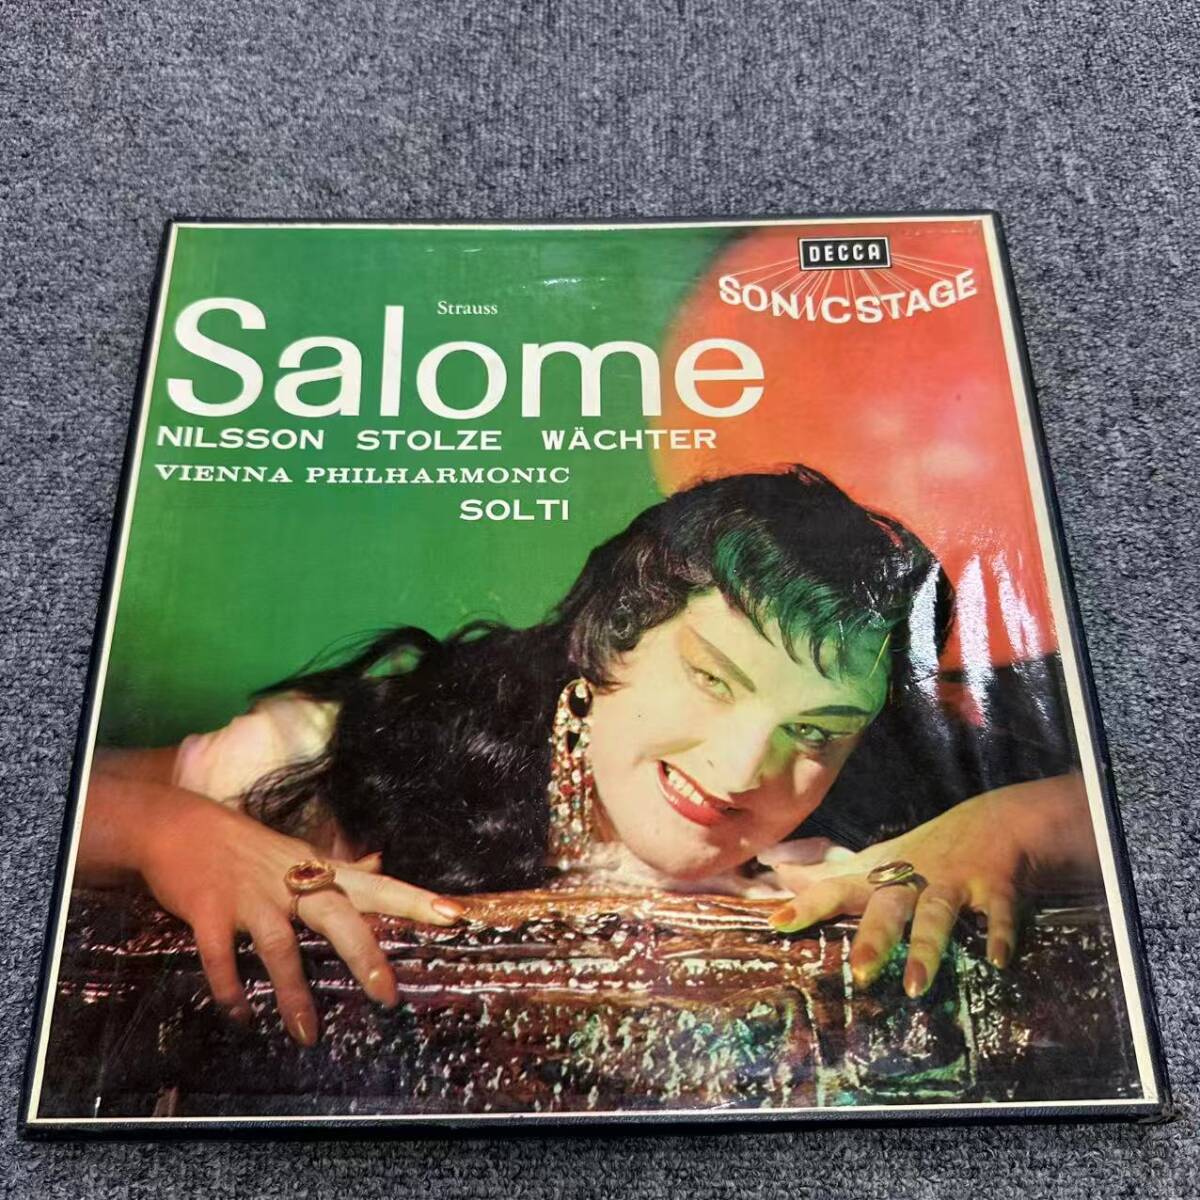 DECCA
SONICSTAGE
Strauss
Salome
NILSSON STOLZE WÄCHTER
VIENNA PHILHARMONIC
SOLTI